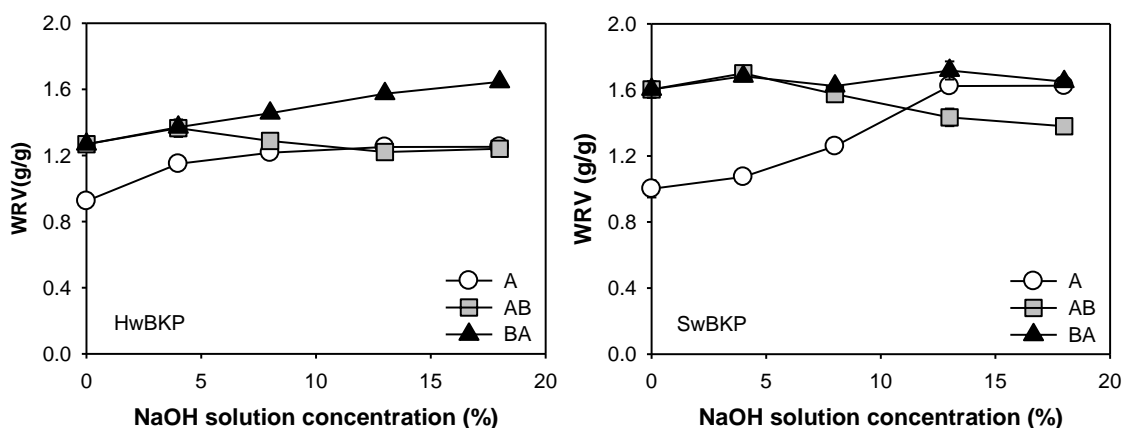 2.0
1.6
1.2
0.8
0.4
0.0
WRV(g/g)
A
AB
BA
HwBKP
0 5 10 15 20
NaOH solution concentration (%)
2.0
1.6
1.2
0.8
0.4
0.0
WRV (g/g)
A
AB
BA
SwBKP
0 5 10 15 20
NaOH solution concentration (%)